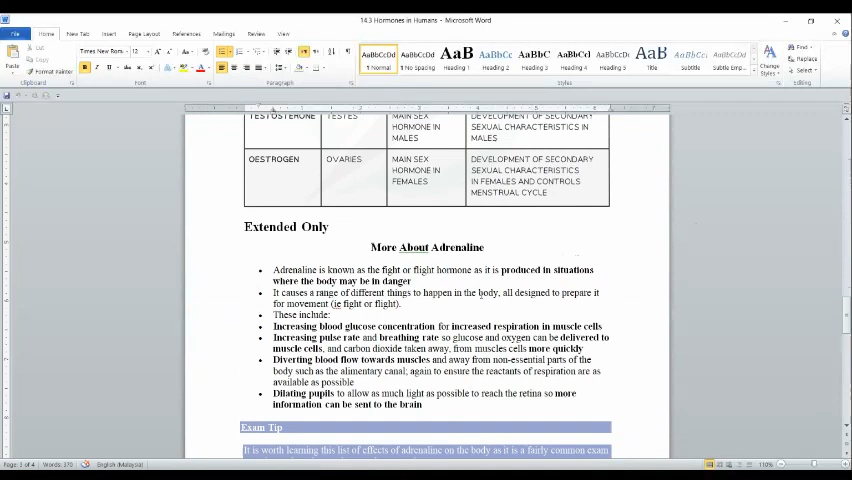 14.3 Hormones in Humans - Microsoft Word
File Home New Tab Insert Page Layout References Mailings Review View
Cut
Copy
Format Painter
Paste
Clipboard
Times New Rom 12
Font
Paragraph
AaBbCcDd AaBbCcDd AaB AaBbCc AaBbC AaBbCcI AaBbCcDd AaB AaBbCcL AaBbCcDd
¶ Normal ¶ No Spacing Heading 1 Heading 2 Heading 3 Heading 4 Heading 5 Title Subtitle Subtle Emp...
Styles
Change
Styles
Find
Replace
Select
Editing
TESTOSTERONE TESTES MAIN SEX DEVELOPMENT OF SECONDARY
HORMONE IN SEXUAL CHARACTERISTICS IN
MALES MALES
OESTROGEN OVARIES MAIN SEX DEVELOPMENT OF SECONDARY
HORMONE IN SEXUAL CHARACTERISTICS
FEMALES IN FEMALES AND CONTROLS
MENSTRUAL CYCLE
Extended Only
More About Adrenaline
• Adrenaline is known as the fight or flight hormone as it is produced in situations
where the body may be in danger
• It causes a range of different things to happen in the body, all designed to prepare it
for movement (ie fight or flight).
• These include:
• Increasing blood glucose concentration for increased respiration in muscle cells
• Increasing pulse rate and breathing rate so glucose and oxygen can be delivered to
muscle cells, and carbon dioxide taken away, from muscles cells more quickly
• Diverting blood flow towards muscles and away from non-essential parts of the
body such as the alimentary canal; again to ensure the reactants of respiration are as
available as possible
• Dilating pupils to allow as much light as possible to reach the retina so more
information can be sent to the brain
Exam Tip
It is worth learning this list of effects of adrenaline on the body as it is a fairly common exam
Page: 3 of 4 Words: 370 English (Malaysia) 110%